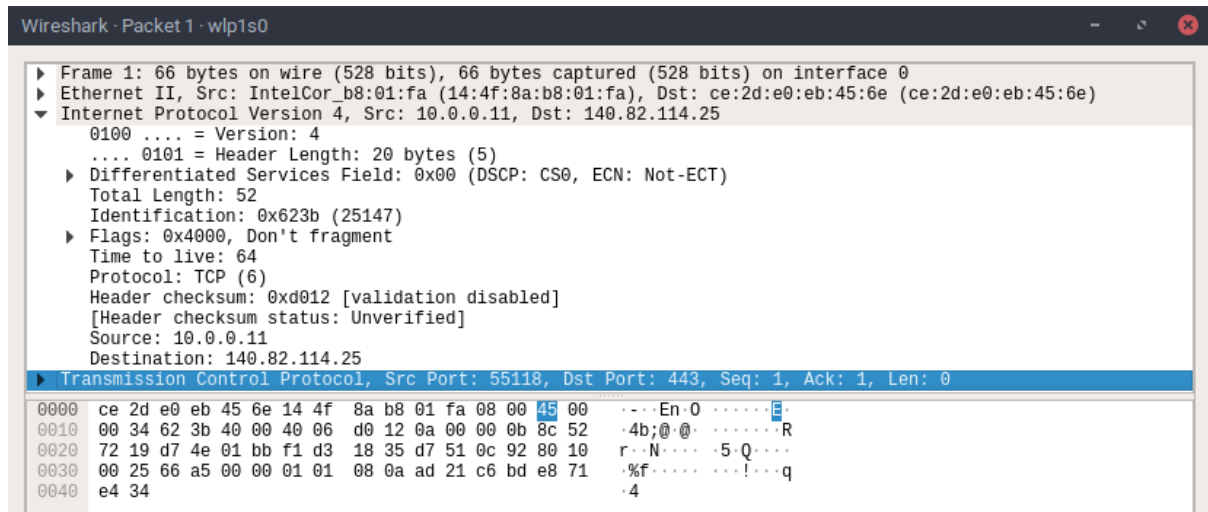 Wireshark · Packet 1 · wlp1s0
Frame 1: 66 bytes on wire (528 bits), 66 bytes captured (528 bits) on interface 0
Ethernet II, Src: IntelCor_b8:01:fa (14:4f:8a:b8:01:fa), Dst: ce:2d:e0:eb:45:6e (ce:2d:e0:eb:45:6e)
Internet Protocol Version 4, Src: 10.0.0.11, Dst: 140.82.114.25
0100 .... = Version: 4
.... 0101 = Header Length: 20 bytes (5)
Differentiated Services Field: 0x00 (DSCP: CS0, ECN: Not-ECT)
Total Length: 52
Identification: 0x623b (25147)
Flags: 0x4000, Don't fragment
Time to live: 64
Protocol: TCP (6)
Header checksum: 0xd012 [validation disabled]
[Header checksum status: Unverified]
Source: 10.0.0.11
Destination: 140.82.114.25
Transmission Control Protocol, Src Port: 55118, Dst Port: 443, Seq: 1, Ack: 1, Len: 0
0000 ce 2d e0 eb 45 6e 14 4f 8a b8 01 fa 08 00 45 00 ·-··En·O ······E·
0010 00 34 62 3b 40 00 40 06 d0 12 0a 00 00 0b 8c 52 ·4b;@·@· ·······R
0020 72 19 d7 4e 01 bb f1 d3 18 35 d7 51 0c 92 80 10 r··N···· ·5·Q····
0030 00 25 66 a5 00 00 01 01 08 0a ad 21 c6 bd e8 71 ·%f····· ···!···q
0040 e4 34 ·4